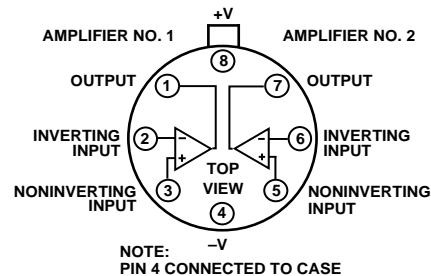 +V
AMPLIFIER NO. 1
AMPLIFIER NO. 2
8
OUTPUT
1
7
OUTPUT
INVERTING
INPUT
2
−
+
−
+
6
INVERTING
INPUT
TOP
VIEW
NONINVERTING
INPUT
3
5
NONINVERTING
INPUT
4
–V
NOTE:
PIN 4 CONNECTED TO CASE